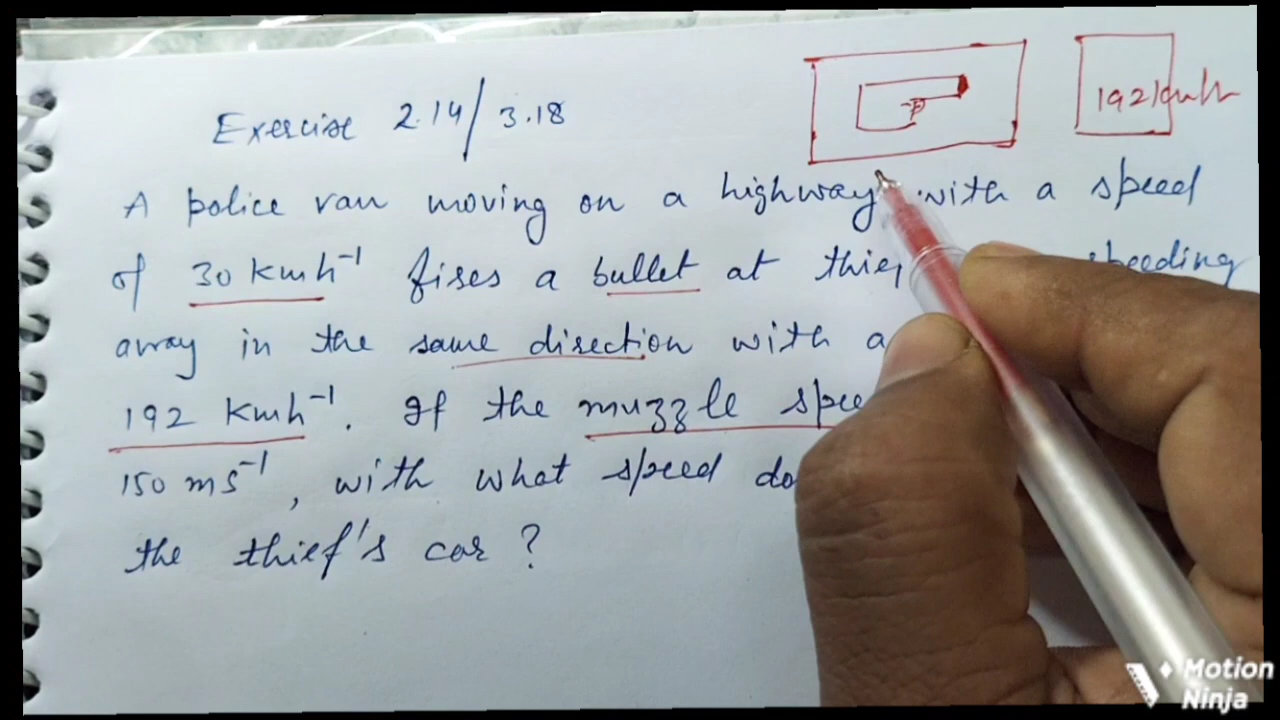 Exercise 2.14/3.18
192 km/h
P
A police van moving on a highway with a speed
of 30 kmh⁻¹ fires a bullet at thief speeding
away in the same direction with a
192 Kmh⁻¹. If the muzzle spee
150 ms⁻¹, with what speed do
the thief's car ?
Motion
Ninja